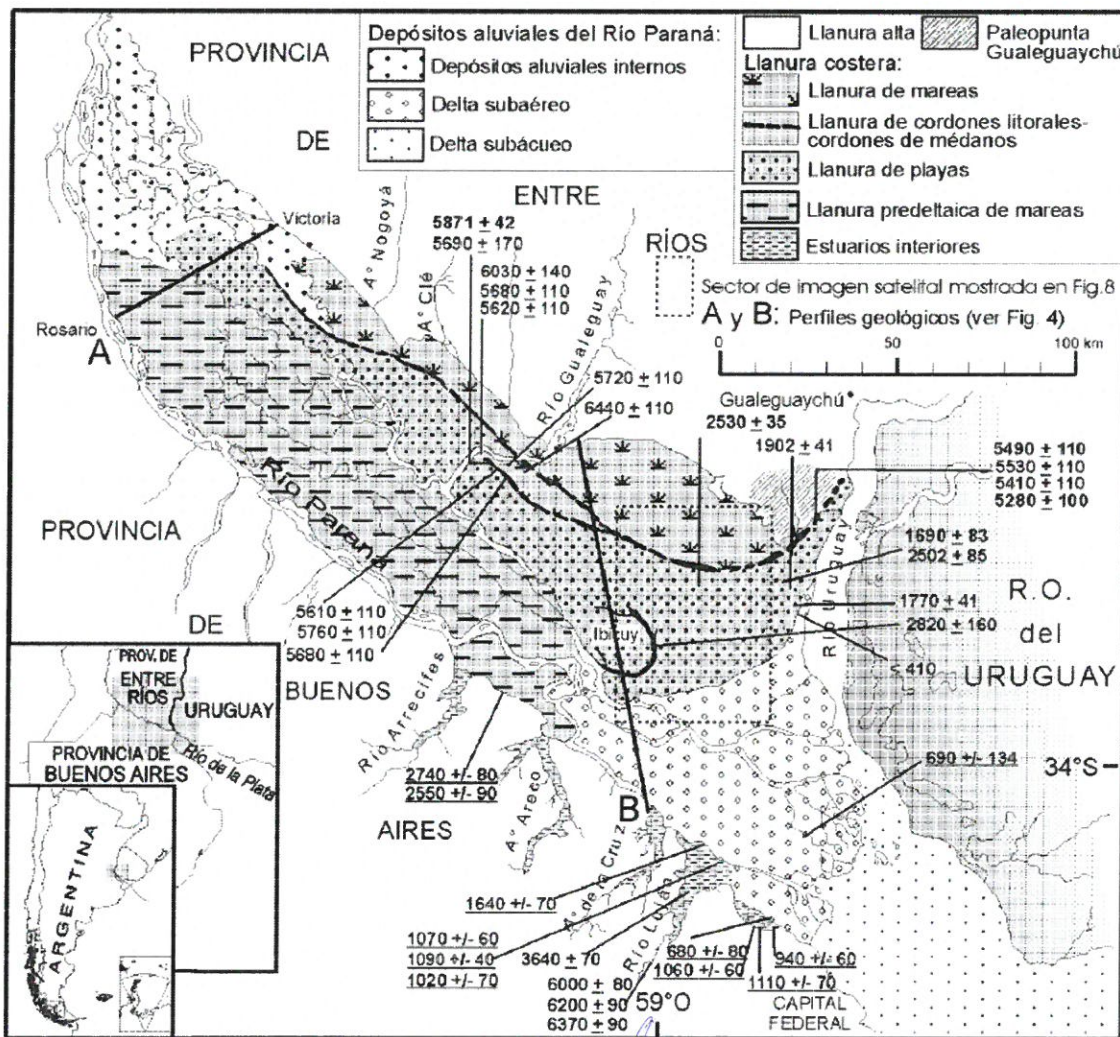 PROVINCIA
DE
ENTRE
RÍOS
Depósitos aluviales del Río Paraná:
Depósitos aluviales internos
Delta subaéreo
Delta subácueo
Llanura alta
Paleopunta
Gualeguaychú
Llanura costera:
Llanura de mareas
Llanura de cordones litorales-
cordones de médanos
Llanura de playas
Llanura predeltaica de mareas
Estuarios interiores
Sector de imagen satelital mostrada en Fig.8
A y B: Perfiles geológicos (ver Fig. 4)
0 50 100 km
Victoria
Rosario
A
A° Nogoyá
A° Clé
Río Gualeguay
5871 ± 42
5690 ± 170
6030 ± 140
5680 ± 110
5620 ± 110
5720 ± 110
6440 ± 110
Gualeguaychú
2530 ± 35
1902 ± 41
5490 ± 110
5530 ± 110
5410 ± 110
5280 ± 100
1690 ± 83
2502 ± 85
1770 ± 41
2820 ± 160
410
Río Uruguay
R.O.
del
URUGUAY
Río Paraná
PROVINCIA
DE
BUENOS
AIRES
5610 ± 110
5760 ± 110
5680 ± 110
Ibicuy
Río Arrecifes
2740 +/- 80
2550 +/- 90
A° Areco
A° de la Cruz
Río Luján
B
690 +/- 134
34°S
1640 +/- 70
1070 +/- 60
1090 +/- 40
1020 +/- 70
3640 ± 70
6000 ± 80
6200 ± 90
6370 ± 90
680 +/- 80
1060 +/- 60
940 +/- 60
1110 +/- 70
59°O
CAPITAL
FEDERAL
PROV. DE
ENTRE
RÍOS
URUGUAY
PROVINCIA DE
BUENOS AIRES
Río de la Plata
ARGENTINA